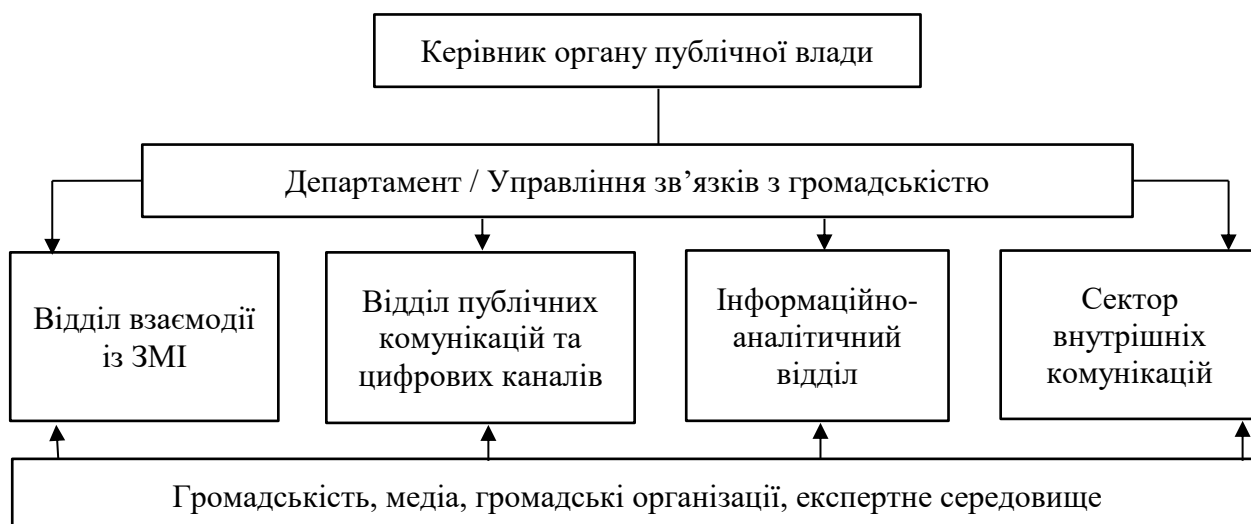 Керівник органу публічної влади
Департамент / Управління зв’язків з громадськістю
Відділ взаємодії
із ЗМІ
Відділ публічних
комунікацій та
цифрових каналів
Інформаційно-
аналітичний
відділ
Сектор
внутрішніх
комунікацій
Громадськість, медіа, громадські організації, експертне середовище